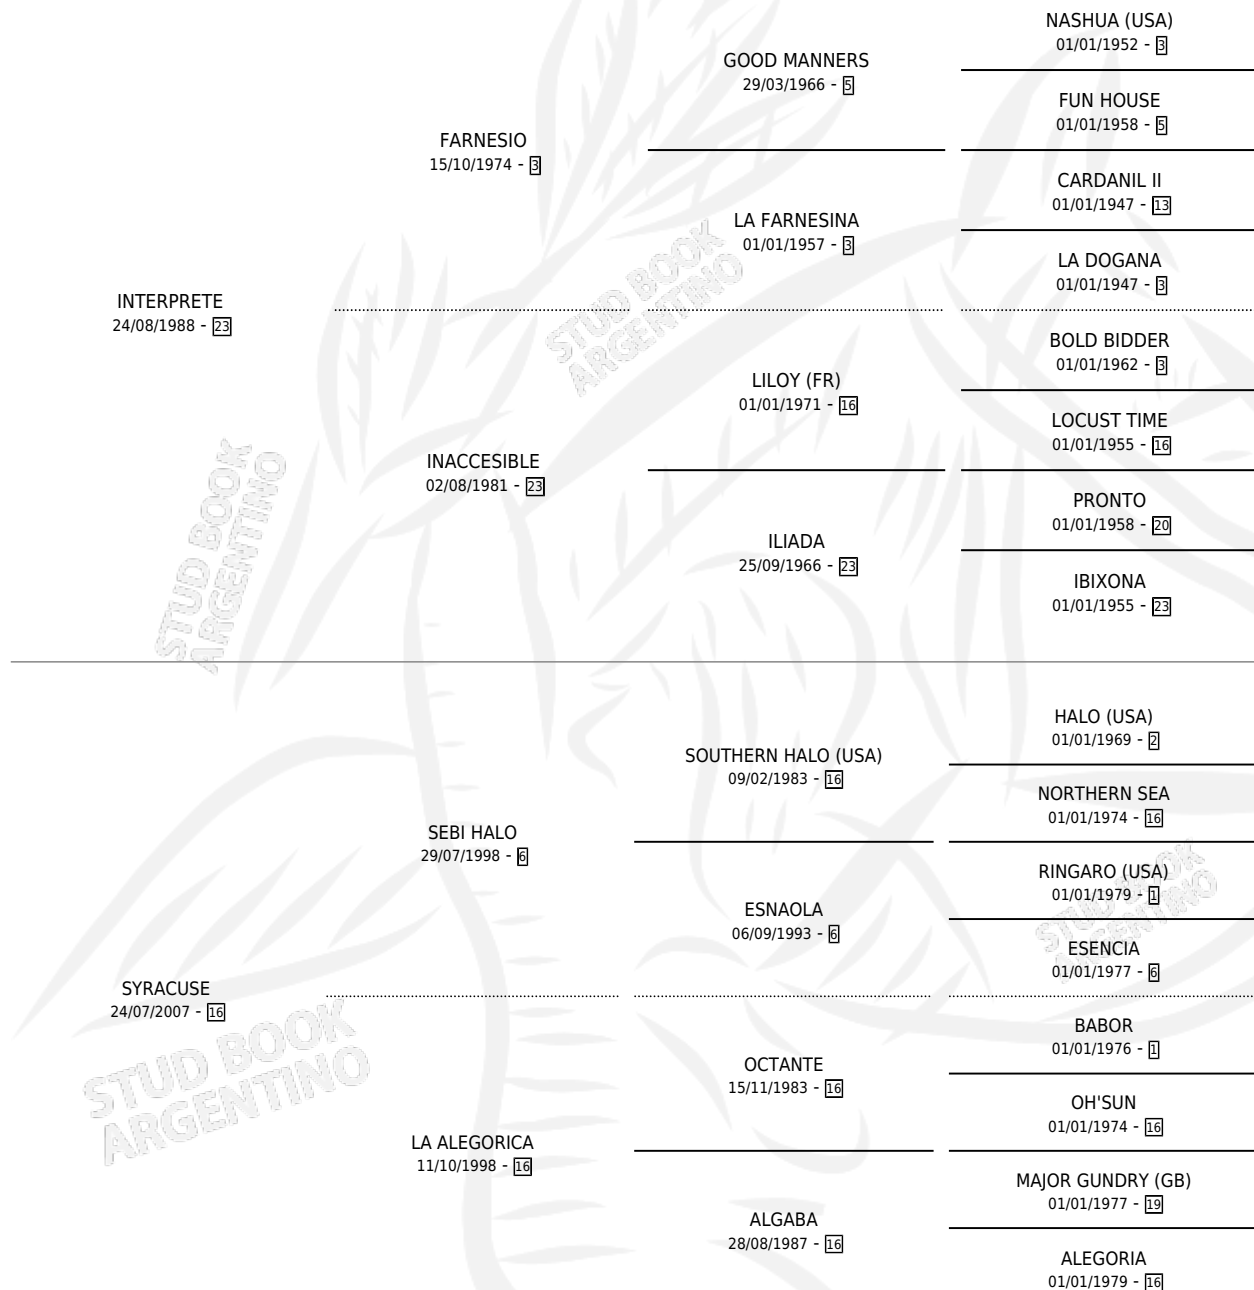 NASHUA (USA)
01/01/1952 - 3
GOOD MANNERS
29/03/1966 - 5
FUN HOUSE
01/01/1958 - 5
FARNESIO
15/10/1974 - 3
CARDANIL II
01/01/1947 - 13
LA FARNESINA
01/01/1957 - 3
LA DOGANA
01/01/1947 - 3
INTERPRETE
24/08/1988 - 23
STUD BOOK
ARGENTINO
BOLD BIDDER
01/01/1962 - 3
LILOY (FR)
01/01/1971 - 16
LOCUST TIME
01/01/1955 - 16
INACCESIBLE
02/08/1981 - 23
PRONTO
01/01/1958 - 20
ILIADA
25/09/1966 - 23
IBIXONA
01/01/1955 - 23
STUD BOOK
ARGENTINO
HALO (USA)
01/01/1969 - 2
SOUTHERN HALO (USA)
09/02/1983 - 16
NORTHERN SEA
01/01/1974 - 16
SEBI HALO
29/07/1998 - 6
RINGARO (USA)
01/01/1979 - 1
ESNAOLA
06/09/1993 - 6
ESENCIA
01/01/1977 - 6
STUD BOOK
ARGENTINO
SYRACUSE
24/07/2007 - 16
STUD BOOK
ARGENTINO
BABOR
01/01/1976 - 1
OCTANTE
15/11/1983 - 16
OH'SUN
01/01/1974 - 16
LA ALEGORICA
11/10/1998 - 16
MAJOR GUNDRY (GB)
01/01/1977 - 19
ALGABA
28/08/1987 - 16
ALEGORIA
01/01/1979 - 16